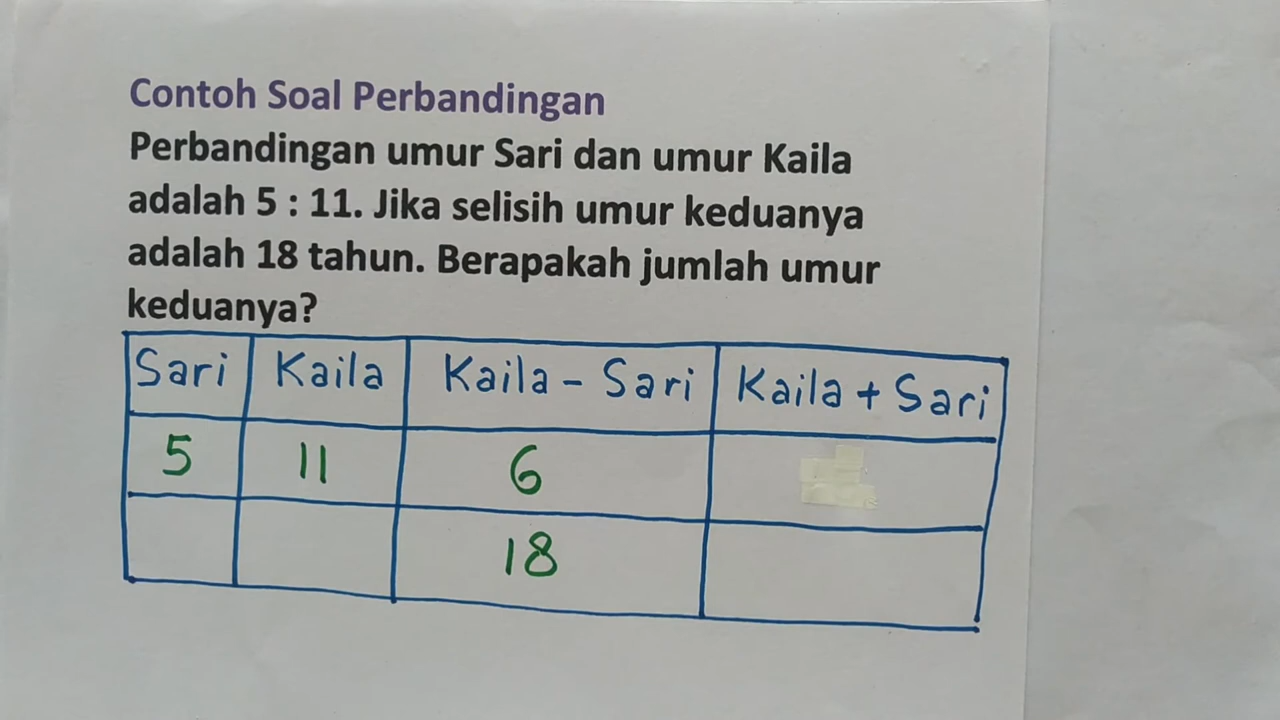 Contoh Soal Perbandingan
Perbandingan umur Sari dan umur Kaila
adalah 5 : 11. Jika selisih umur keduanya
adalah 18 tahun. Berapakah jumlah umur
keduanya?
Sari Kaila Kaila - Sari Kaila + Sari
5 11 6
18